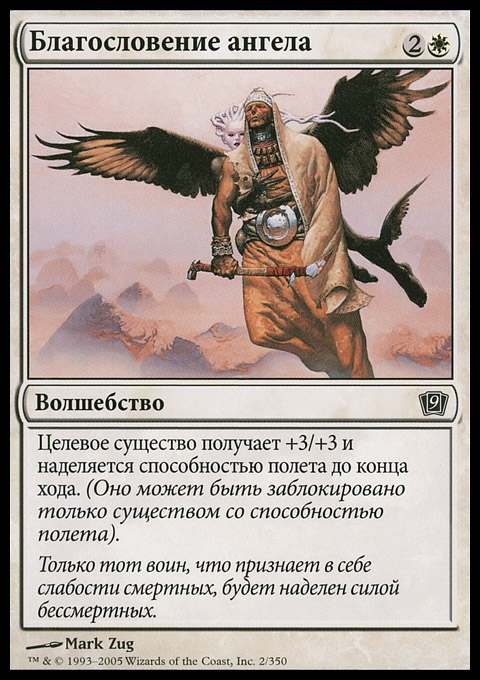 Благословение ангела 2
Волшебство 9
Целевое существо получает +3/+3 и
наделяется способностью полета до конца
хода. (Оно может быть заблокировано
только существом со способностью
полета).
Только тот воин, что признает в себе
слабости смертных, будет наделен силой
бессмертных.
Mark Zug
™ & © 1993–2005 Wizards of the Coast, Inc. 2/350